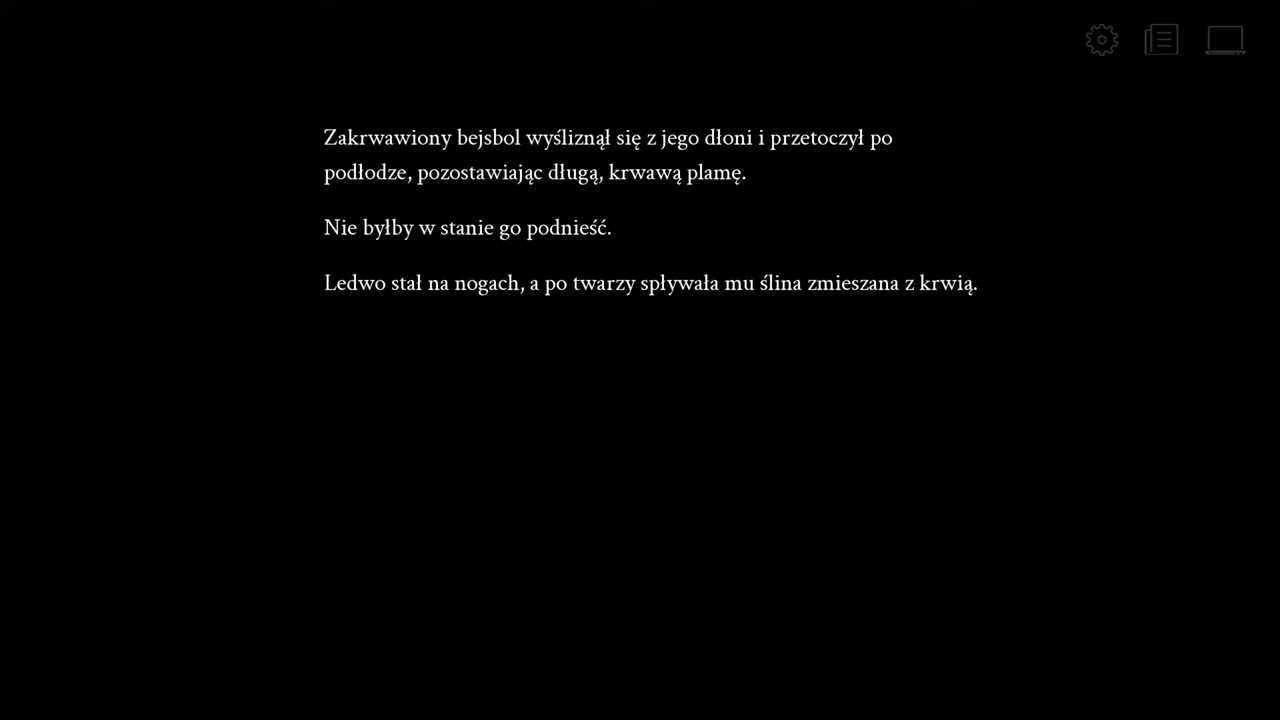 Zakrwawiony bejsbol wyśliznął się z jego dłoni i przetoczył po
podłodze, pozostawiając długą, krwawą plamę.
Nie byłby w stanie go podnieść.
Ledwo stał na nogach, a po twarzy spływała mu ślina zmieszana z krwią.